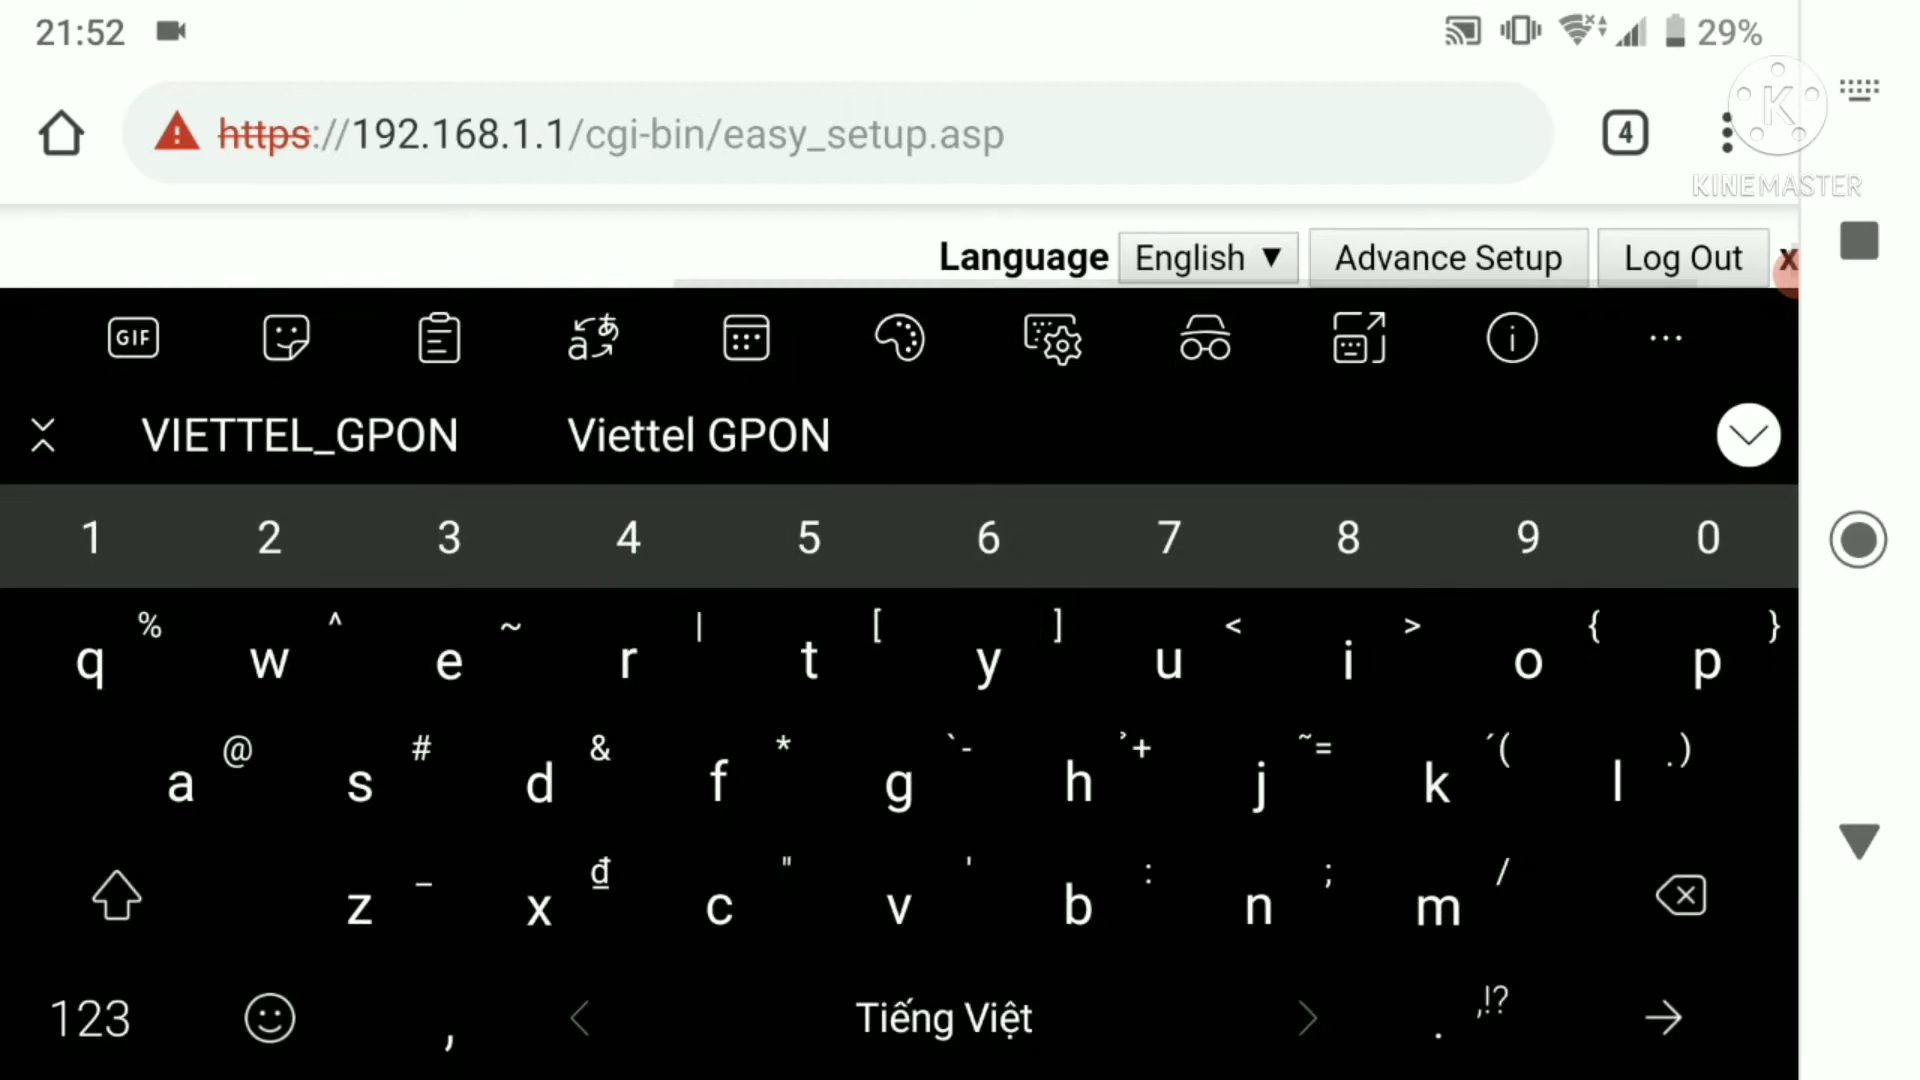 21:52 29%
https://192.168.1.1/cgi-bin/easy_setup.asp 4
K
KINEMASTER
Language English ▼ Advance Setup Log Out x
GIF あ a i ...
VIETTEL_GPON Viettel GPON
1 2 3 4 5 6 7 8 9 0
% ^ ~ | [ ] < > { }
q w e r t y u i o p
@ # & * `- ̉+ ˜= ´( .)
a s d f g h j k l
_ ₫ " ' : ; /
z x c v b n m
123 , < Tiếng Việt > . ,!?